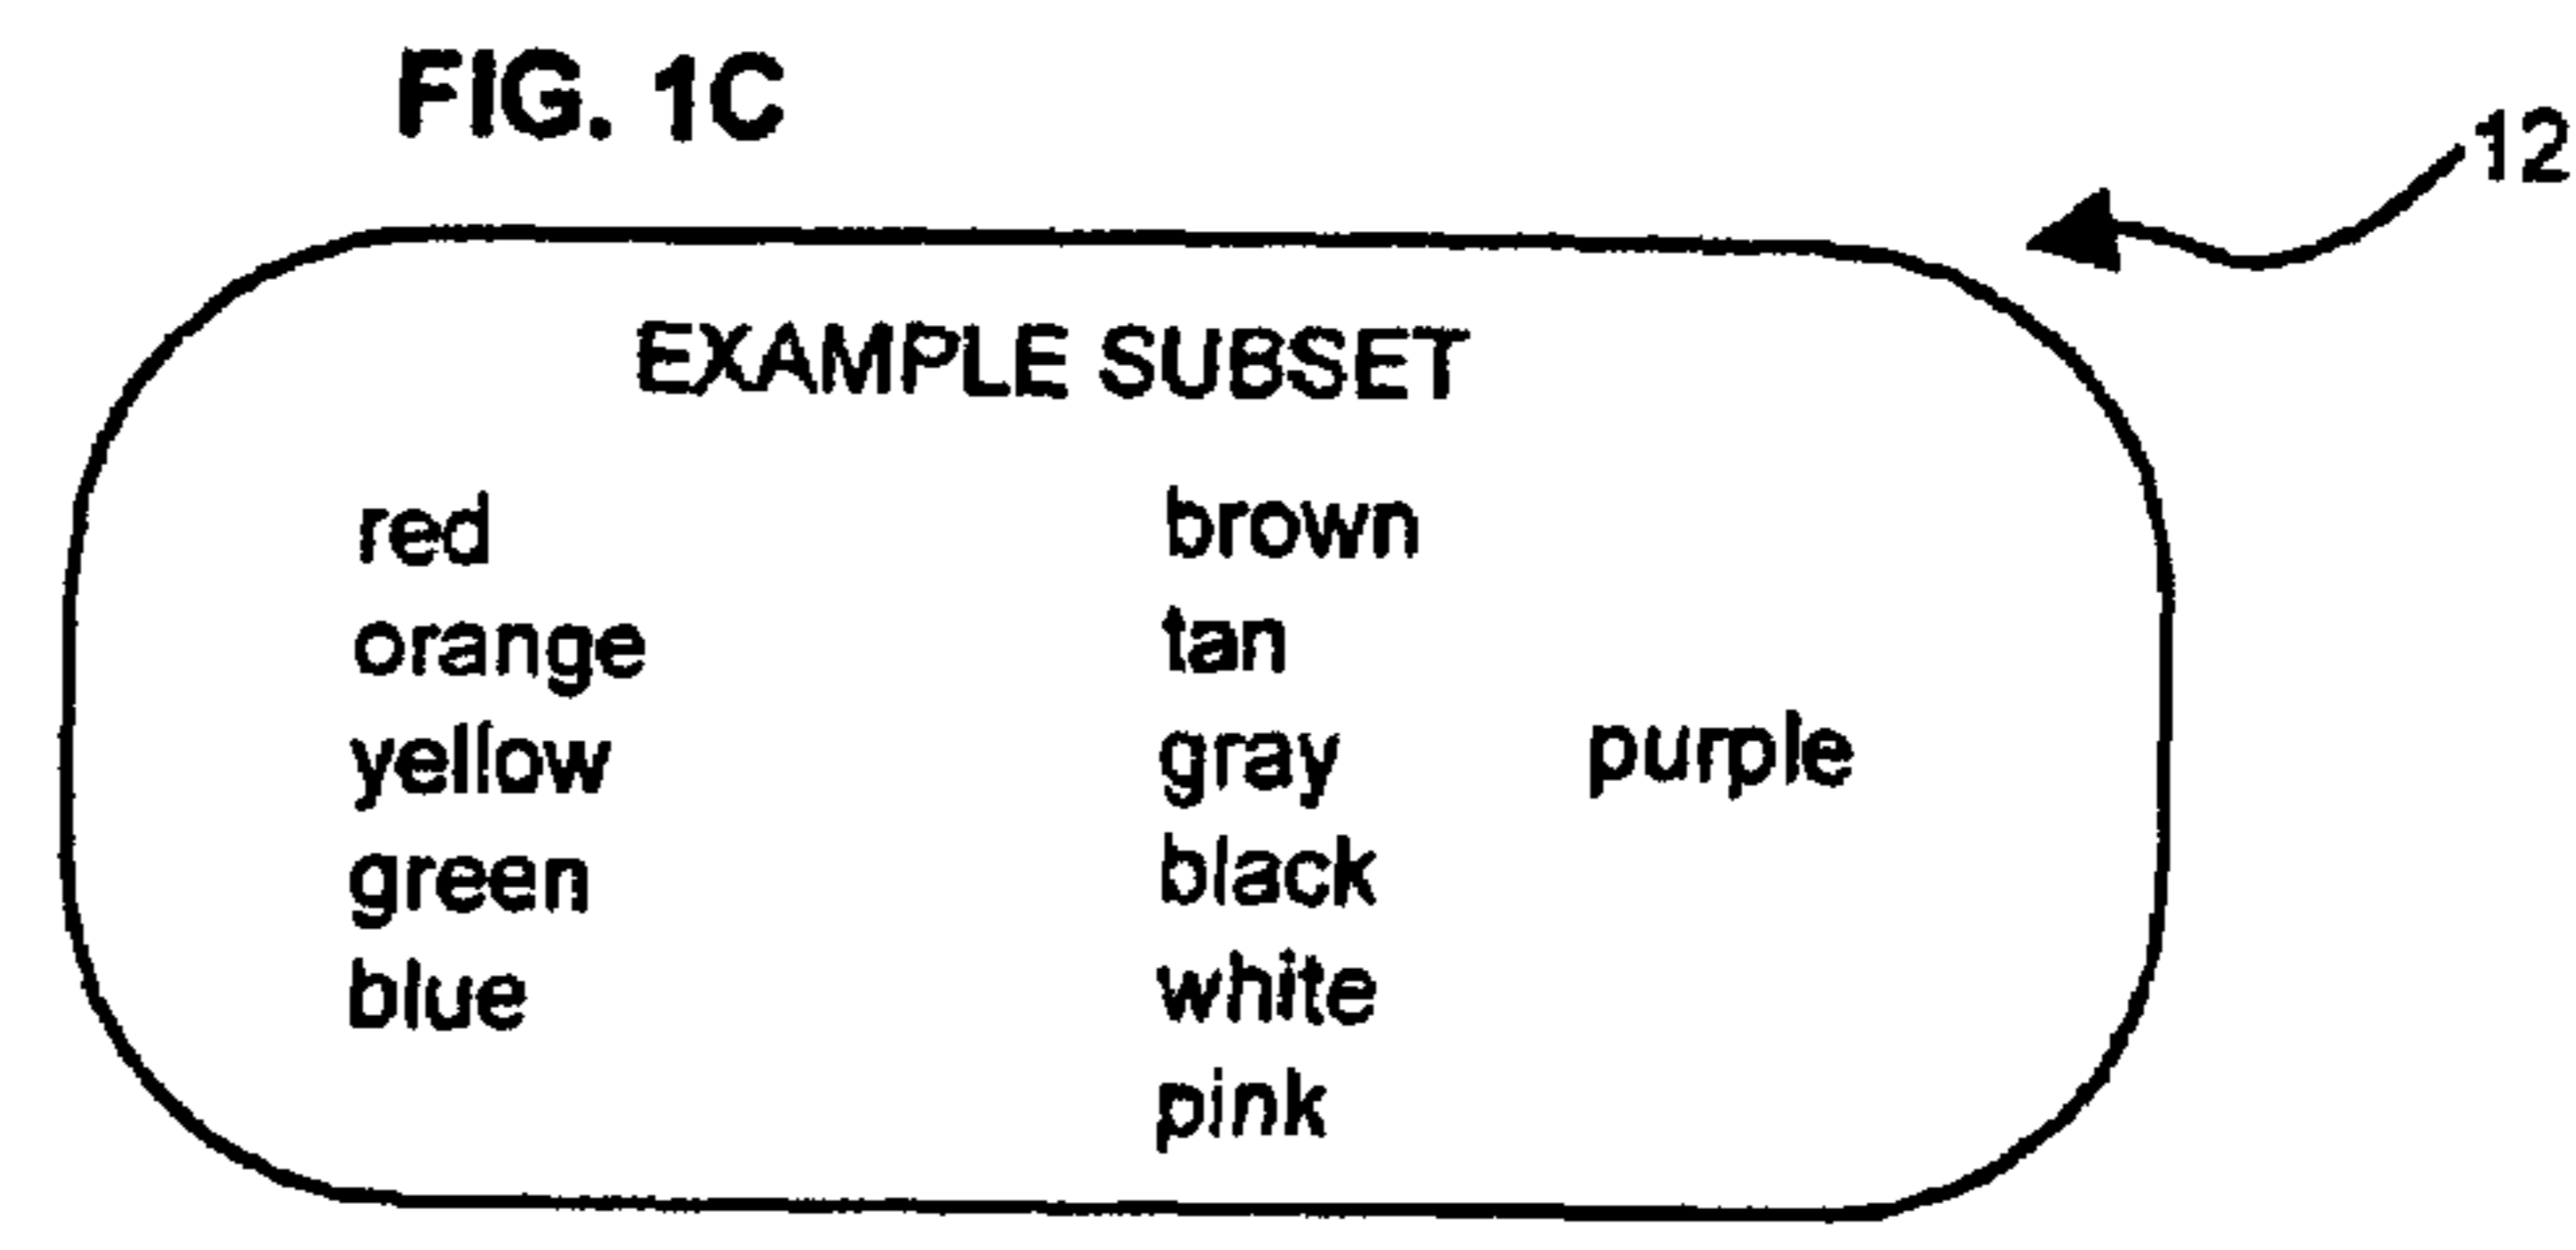 FIG. 1C
12
EXAMPLE SUBSET
red brown
orange tan
yellow gray purple
green black
blue white
pink